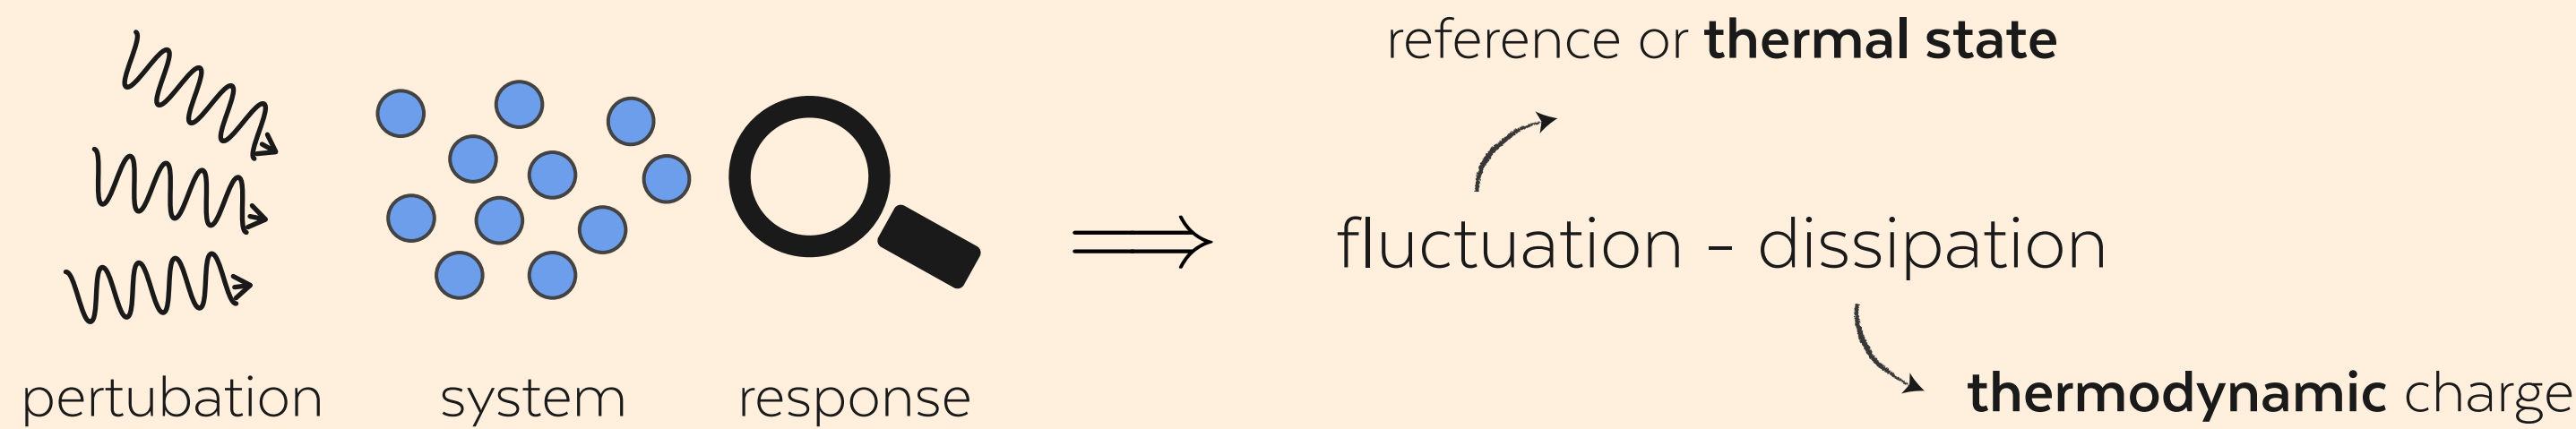 reference or thermal state
fluctuation - dissipation
pertubation
system
response
thermodynamic charge